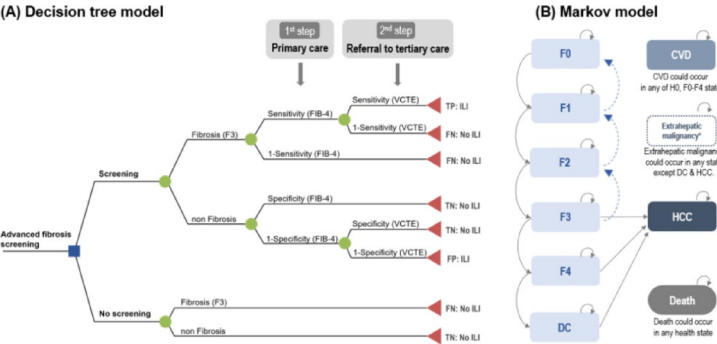 (A) Decision tree model
1st step
Primary care
2nd step
Referral to tertiary care
Advanced fibrosis
screening
Screening
No screening
Fibrosis (F3)
non Fibrosis
Sensitivity (FIB-4)
1-Sensitivity (FIB-4)
Specificity (FIB-4)
1-Specificity (FIB-4)
Sensitivity (VCTE)
1-Sensitivity (VCTE)
Specificity (VCTE)
1-Specificity (VCTE)
TP: ILI
FN: No ILI
FN: No ILI
TN: No ILI
TN: No ILI
FP: ILI
Fibrosis (F3)
non Fibrosis
FN: No ILI
TN: No ILI
(B) Markov model
F0
F1
F2
F3
F4
DC
CVD
CVD could occur
in any of H0, F0-F4 stat
Extrahepatic
malignancy*
Extrahepatic malignan
could occur in any stat
except DC & HCC.
HCC
Death
Death could occur
in any health state